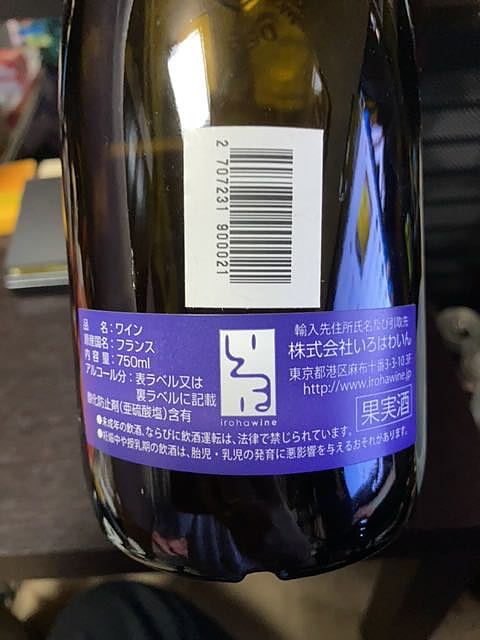 2 707231 900021
品 名：ワイン
原産国名：フランス
内 容 量：750ml
アルコール分：表ラベル又は
裏ラベルに記載
酸化防止剤(亜硫酸塩)含有
いろは
irohawine
輸入先住所氏名及び引取先
株式会社いろはわいん
東京都港区麻布十番3-3-10 3F
http://www.irohawine.jp
果実酒
●未成年の飲酒、ならびに飲酒運転は、法律で禁じられています。
●妊娠中や授乳期の飲酒は、胎児・乳児の発育に悪影響を与えるおそれがあります。